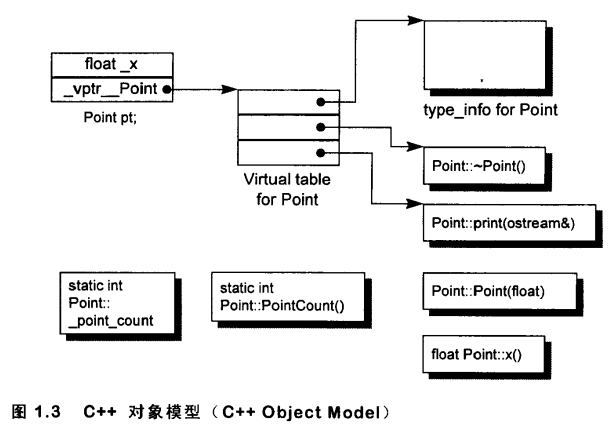 float _x
_vptr__Point
Point pt;
Virtual table
for Point
type_info for Point
Point::~Point()
Point::print(ostream&)
static int
Point::
_point_count
static int
Point::PointCount()
Point::Point(float)
float Point::x()
图 1.3 C++ 对象模型（C++ Object Model）